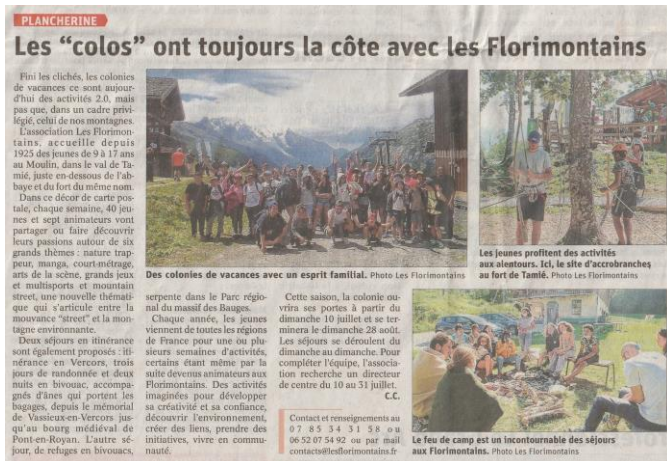 PLANCHERINE
Les “colos” ont toujours la côte avec les Florimontains
Fini les clichés, les colonies
de vacances ce sont aujour-
d'hui des activités 2.0, mais
pas que, dans un cadre privi-
légié, celui de nos montagnes.
L'association Les Florimon-
tains, accueille depuis
1925 des jeunes de 9 à 17 ans
au Moulin, dans le val de Ta-
mié, juste en-dessous de l'ab-
baye et du fort du même nom.
Dans ce décor de carte pos-
tale, chaque semaine, 40 jeu-
nes et sept animateurs vont
partager ou faire découvrir
leurs passions autour de six
grands thèmes : nature trap-
peur, manga, court-métrage,
arts de la scène, grands jeux
et multisports et mountain
street, une nouvelle thémati-
que qui s'articule entre la
mouvance “street” et la mon-
tagne environnante.
Deux séjours en itinérance
sont également proposés : iti-
nérance en Vercors, trois
jours de randonnée et deux
nuits en bivouac, accompa-
gnés d'ânes qui portent les
bagages, depuis le mémorial
de Vassieux-en-Vercors jus-
qu'au bourg médiéval de
Pont-en-Royan. L'autre sé-
jour, de refuges en bivouacs,
Des colonies de vacances avec un esprit familial. Photo Les Florimontains
serpente dans le Parc régio-
nal du massif des Bauges.
Chaque année, les jeunes
viennent de toutes les régions
de France pour une ou plu-
sieurs semaines d'activités,
certains étant même par la
suite devenus animateurs aux
Florimontains. Des activités
imaginées pour développer
sa créativité et sa confiance,
découvrir l'environnement,
créer des liens, prendre des
initiatives, vivre en commu-
nauté.
Cette saison, la colonie ou-
vrira ses portes à partir du
dimanche 10 juillet et se ter-
minera le dimanche 28 août.
Les séjours se déroulent du
dimanche au dimanche. Pour
compléter l'équipe, l'associa-
tion recherche un directeur
de centre du 10 au 31 juillet.
C.C.
Contact et renseignements au
07 85 34 31 58 ou
06 52 07 54 92 ou par mail
contacts@lesflorimontains.fr
Les jeunes profitent des activités
aux alentours. Ici, le site d'accrobranches
au fort de Tamié. Photo Les Florimontains
Le feu de camp est un incontournable des séjours
aux Florimontains. Photo Les Florimontains